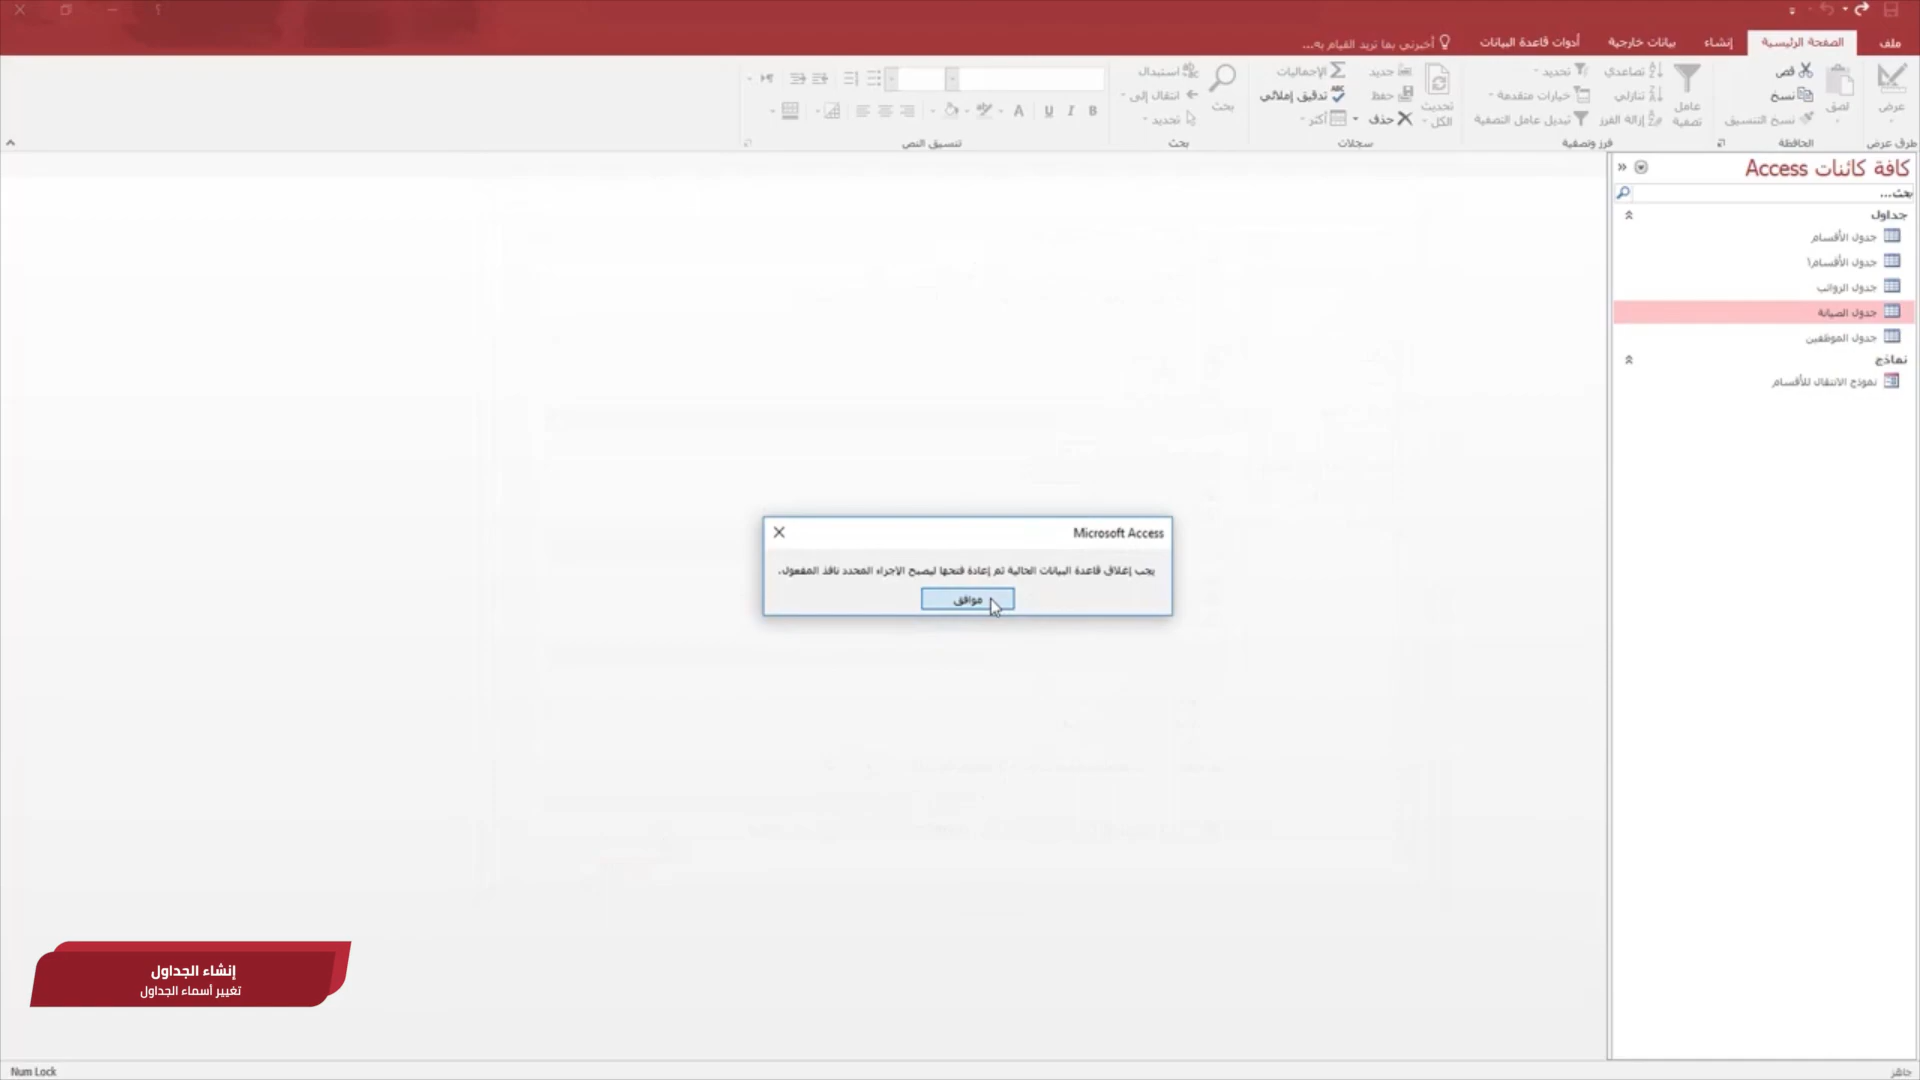 ملف
الصفحة الرئيسية
إنشاء
بيانات خارجية
أدوات قاعدة البيانات
أخبرني بما تريد القيام به...
عرض
طرق عرض
لصق
قص
نسخ
نسخ التنسيق
الحافظة
عامل تصفية
تصاعدي
تنازلي
إزالة الفرز
تحديد
خيارات متقدمة
تبديل عامل التصفية
فرز وتصفية
تحديث الكل
جديد
حفظ
حذف
الإجماليات
تدقيق إملائي
أكثر
سجلات
بحث
استبدال
انتقال إلى
تحديد
بحث
B I U A
تنسيق النص
كافة كائنات Access
بحث...
جداول
جدول الأقسام
جدول الأقسام١
جدول الرواتب
جدول الصيانة
جدول الموظفين
نماذج
نموذج الانتقال للأقسام
Microsoft Access
يجب إغلاق قاعدة البيانات الحالية ثم إعادة فتحها ليصبح الإجراء المحدد نافذ المفعول.
موافق
إنشاء الجداول
تغيير أسماء الجداول
Num Lock
جاهز